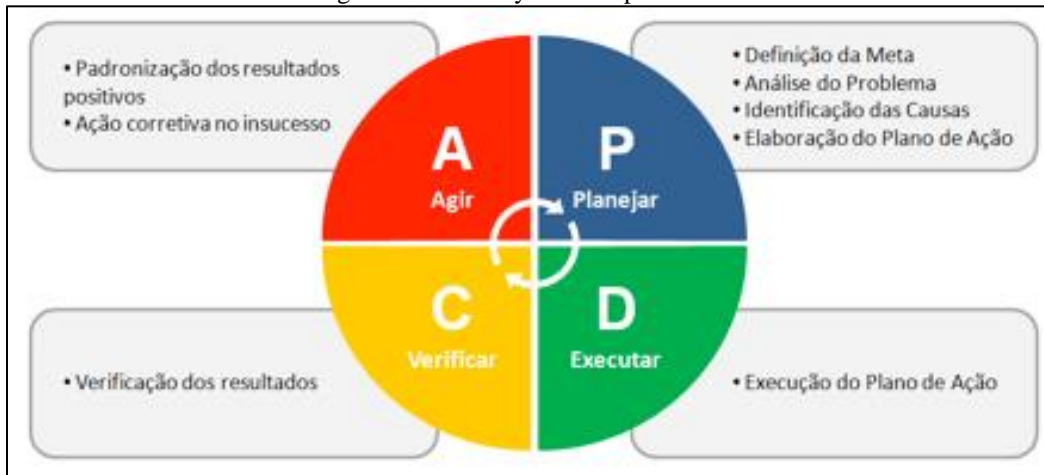 • Padronização dos resultados
positivos
• Ação corretiva no insucesso
A
Agir
P
Planejar
• Definição da Meta
• Análise do Problema
• Identificação das Causas
• Elaboração do Plano de Ação
• Verificação dos resultados
C
Verificar
D
Executar
• Execução do Plano de Ação